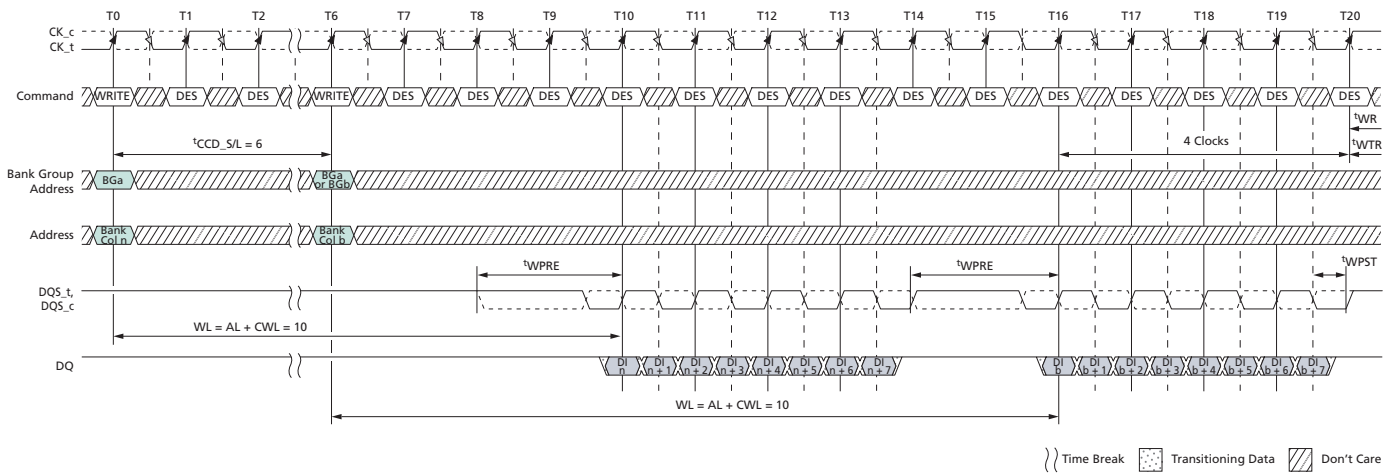 T0 T1 T2 T6 T7 T8 T9 T10 T11 T12 T13 T14 T15 T16 T17 T18 T19 T20
CK_c
CK_t
Command WRITE DES DES WRITE DES DES DES DES DES DES DES DES DES DES DES DES DES DES
tWR
tCCD_S/L = 6
4 Clocks
tWTR
Bank Group
Address
BGa
BGa
or BGb
Address
Bank
Col n
Bank
Col b
tWPRE
tWPRE
tWPST
DQS_t,
DQS_c
WL = AL + CWL = 10
DQ
DI
n
DI
n + 1
DI
n + 2
DI
n + 3
DI
n + 4
DI
n + 5
DI
n + 6
DI
n + 7
DI
b
DI
b + 1
DI
b + 2
DI
b + 3
DI
b + 4
DI
b + 5
DI
b + 6
DI
b + 7
WL = AL + CWL = 10
Time Break Transitioning Data Don't Care